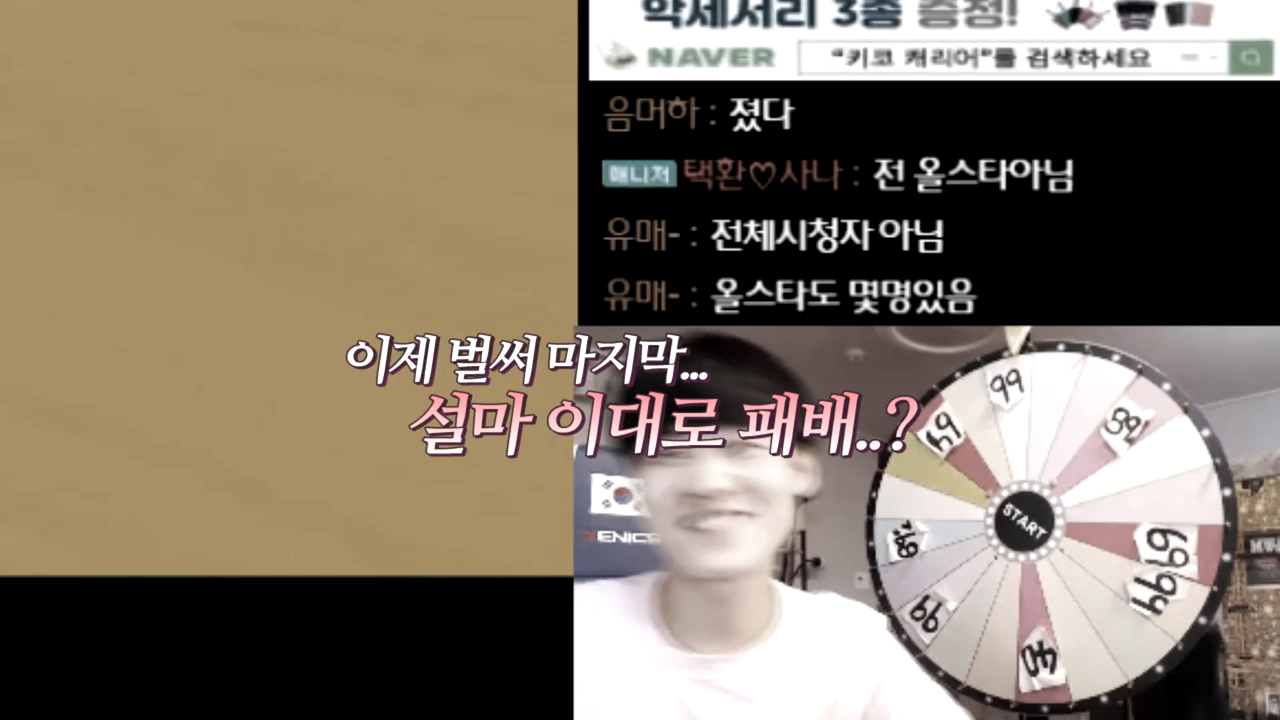 학세서리 3종 증정!
NAVER "키코 캐리어"를 검색하세요
음머하 : 졌다
매니저 택환♡사나 : 전 올스타아님
유매- : 전체시청자 아님
유매- : 올스타도 몇명있음
이제 벌써 마지막...
설마 이대로 패배..?
99
START
XENICS